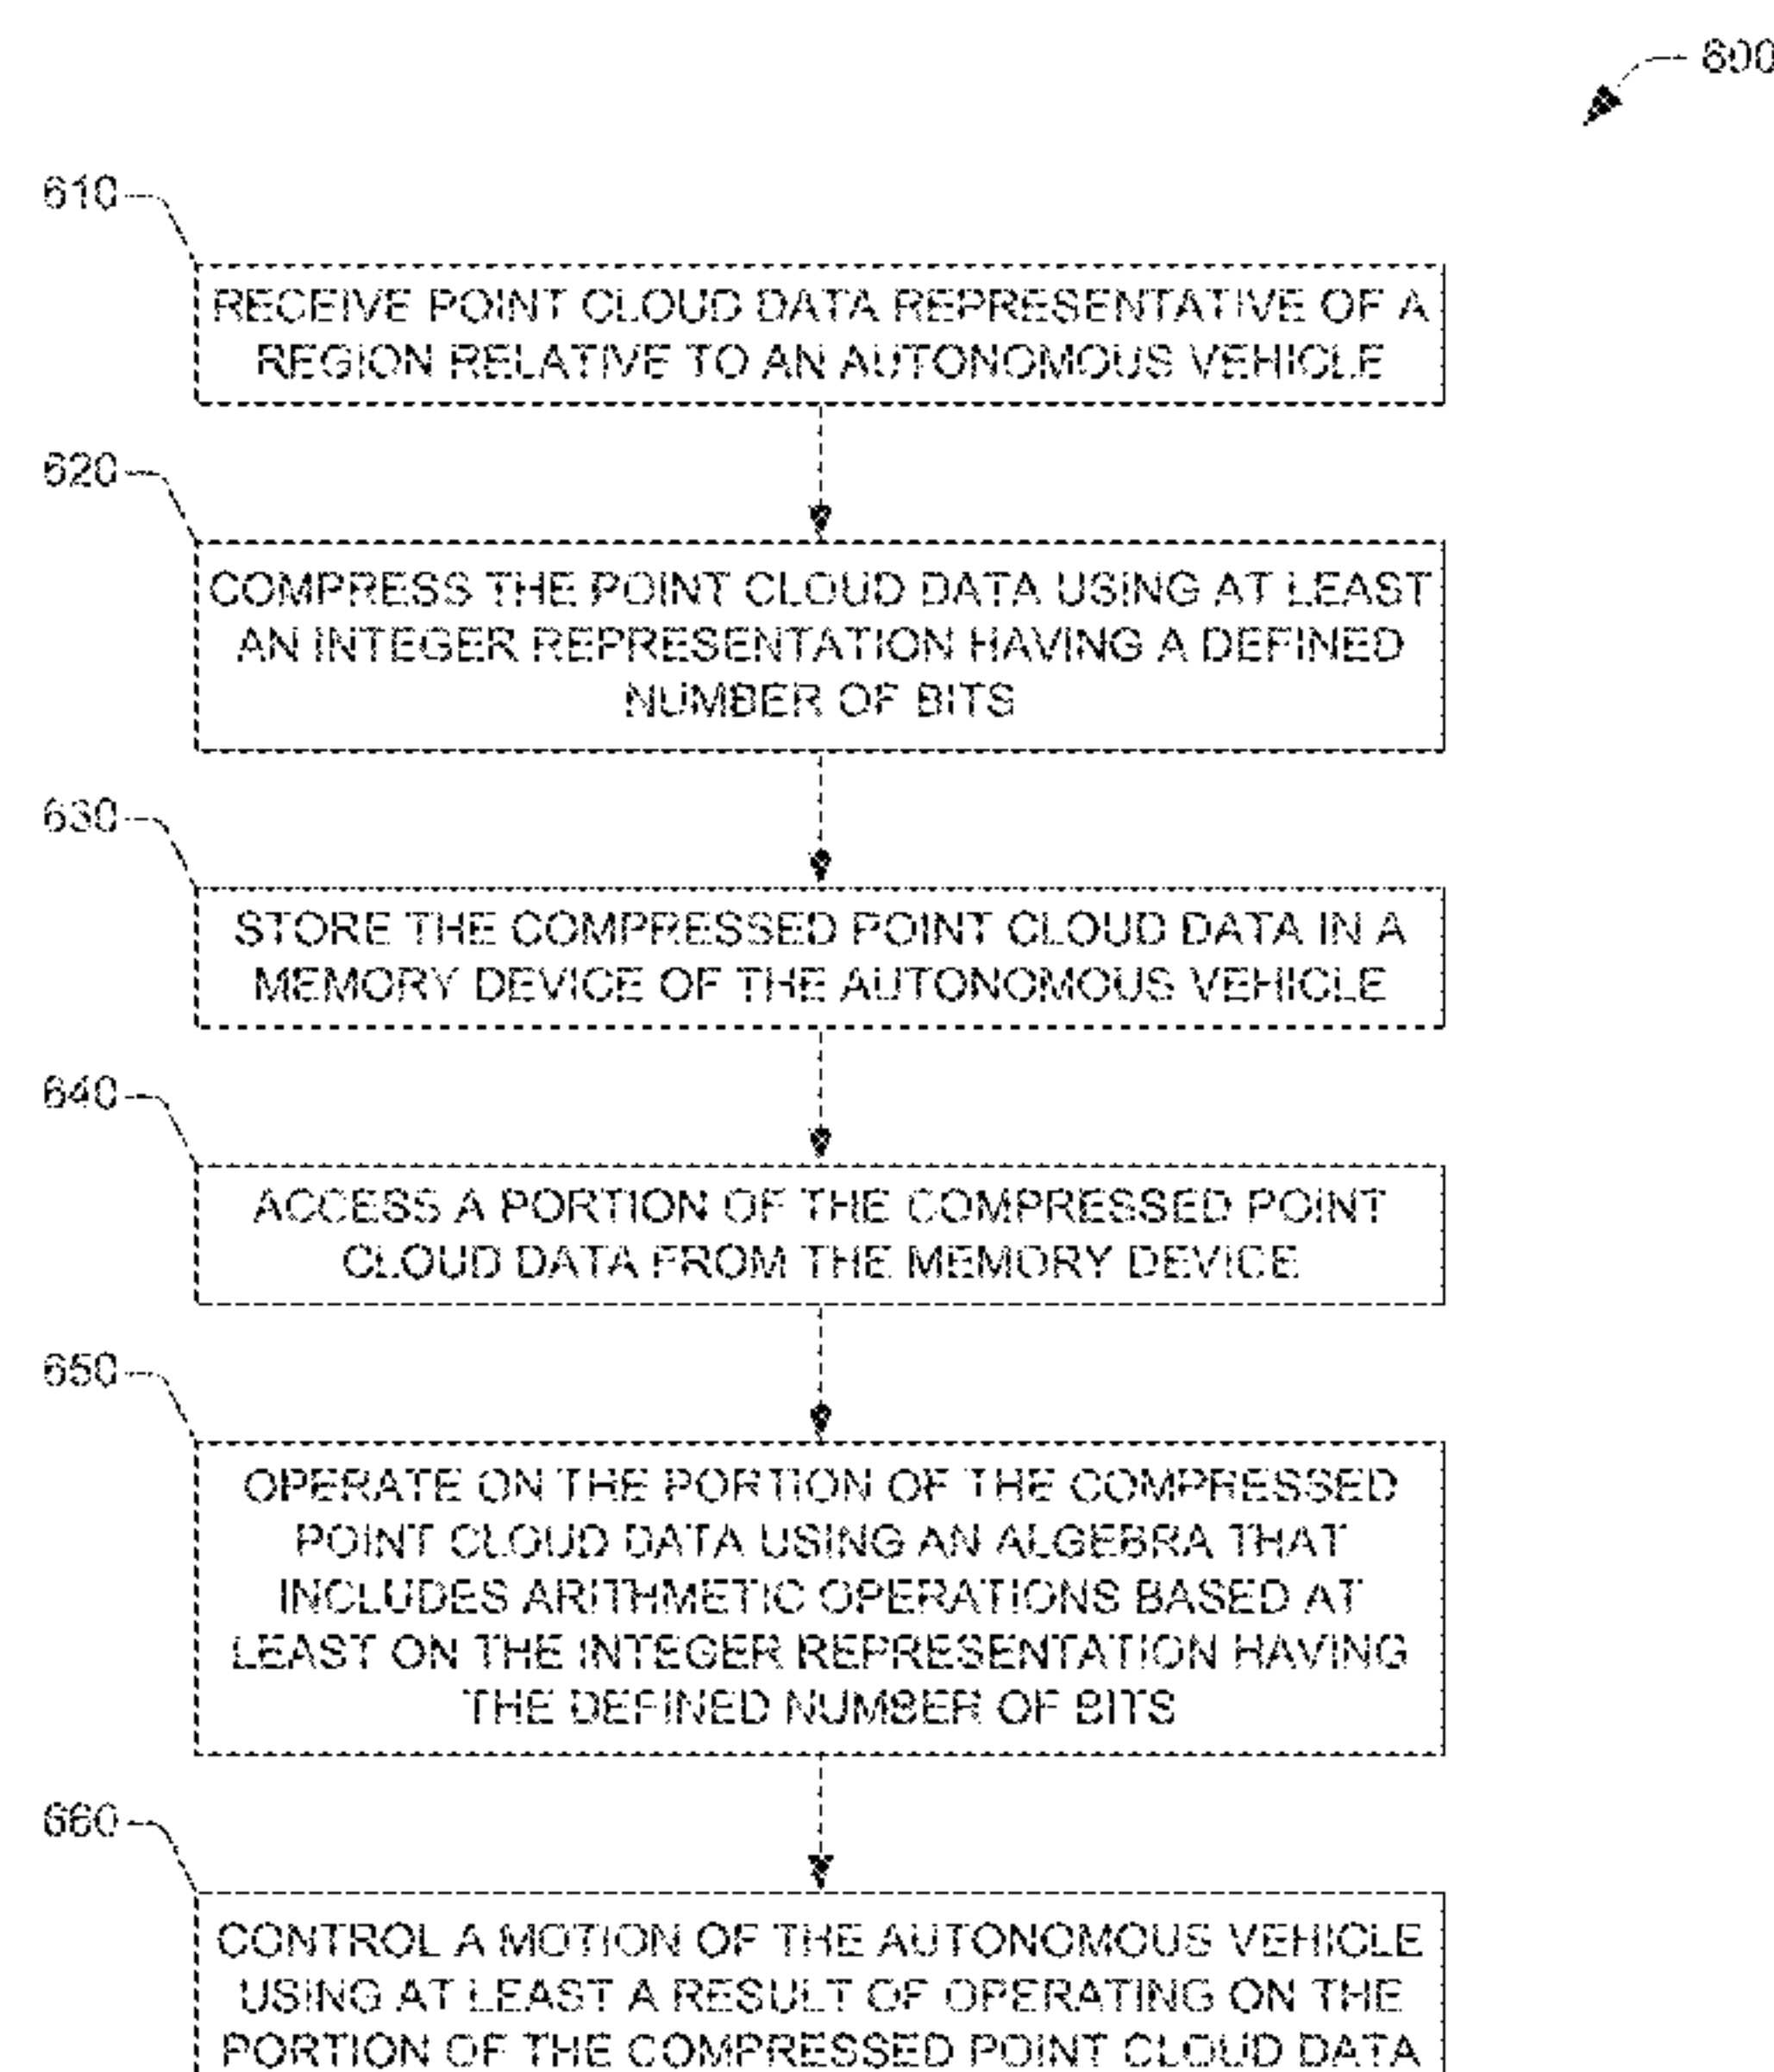 600
610
RECEIVE POINT CLOUD DATA REPRESENTATIVE OF A
REGION RELATIVE TO AN AUTONOMOUS VEHICLE
620
COMPRESS THE POINT CLOUD DATA USING AT LEAST
AN INTEGER REPRESENTATION HAVING A DEFINED
NUMBER OF BITS
630
STORE THE COMPRESSED POINT CLOUD DATA IN A
MEMORY DEVICE OF THE AUTONOMOUS VEHICLE
640
ACCESS A PORTION OF THE COMPRESSED POINT
CLOUD DATA FROM THE MEMORY DEVICE
650
OPERATE ON THE PORTION OF THE COMPRESSED
POINT CLOUD DATA USING AN ALGEBRA THAT
INCLUDES ARITHMETIC OPERATIONS BASED AT
LEAST ON THE INTEGER REPRESENTATION HAVING
THE DEFINED NUMBER OF BITS
660
CONTROL A MOTION OF THE AUTONOMOUS VEHICLE
USING AT LEAST A RESULT OF OPERATING ON THE
PORTION OF THE COMPRESSED POINT CLOUD DATA